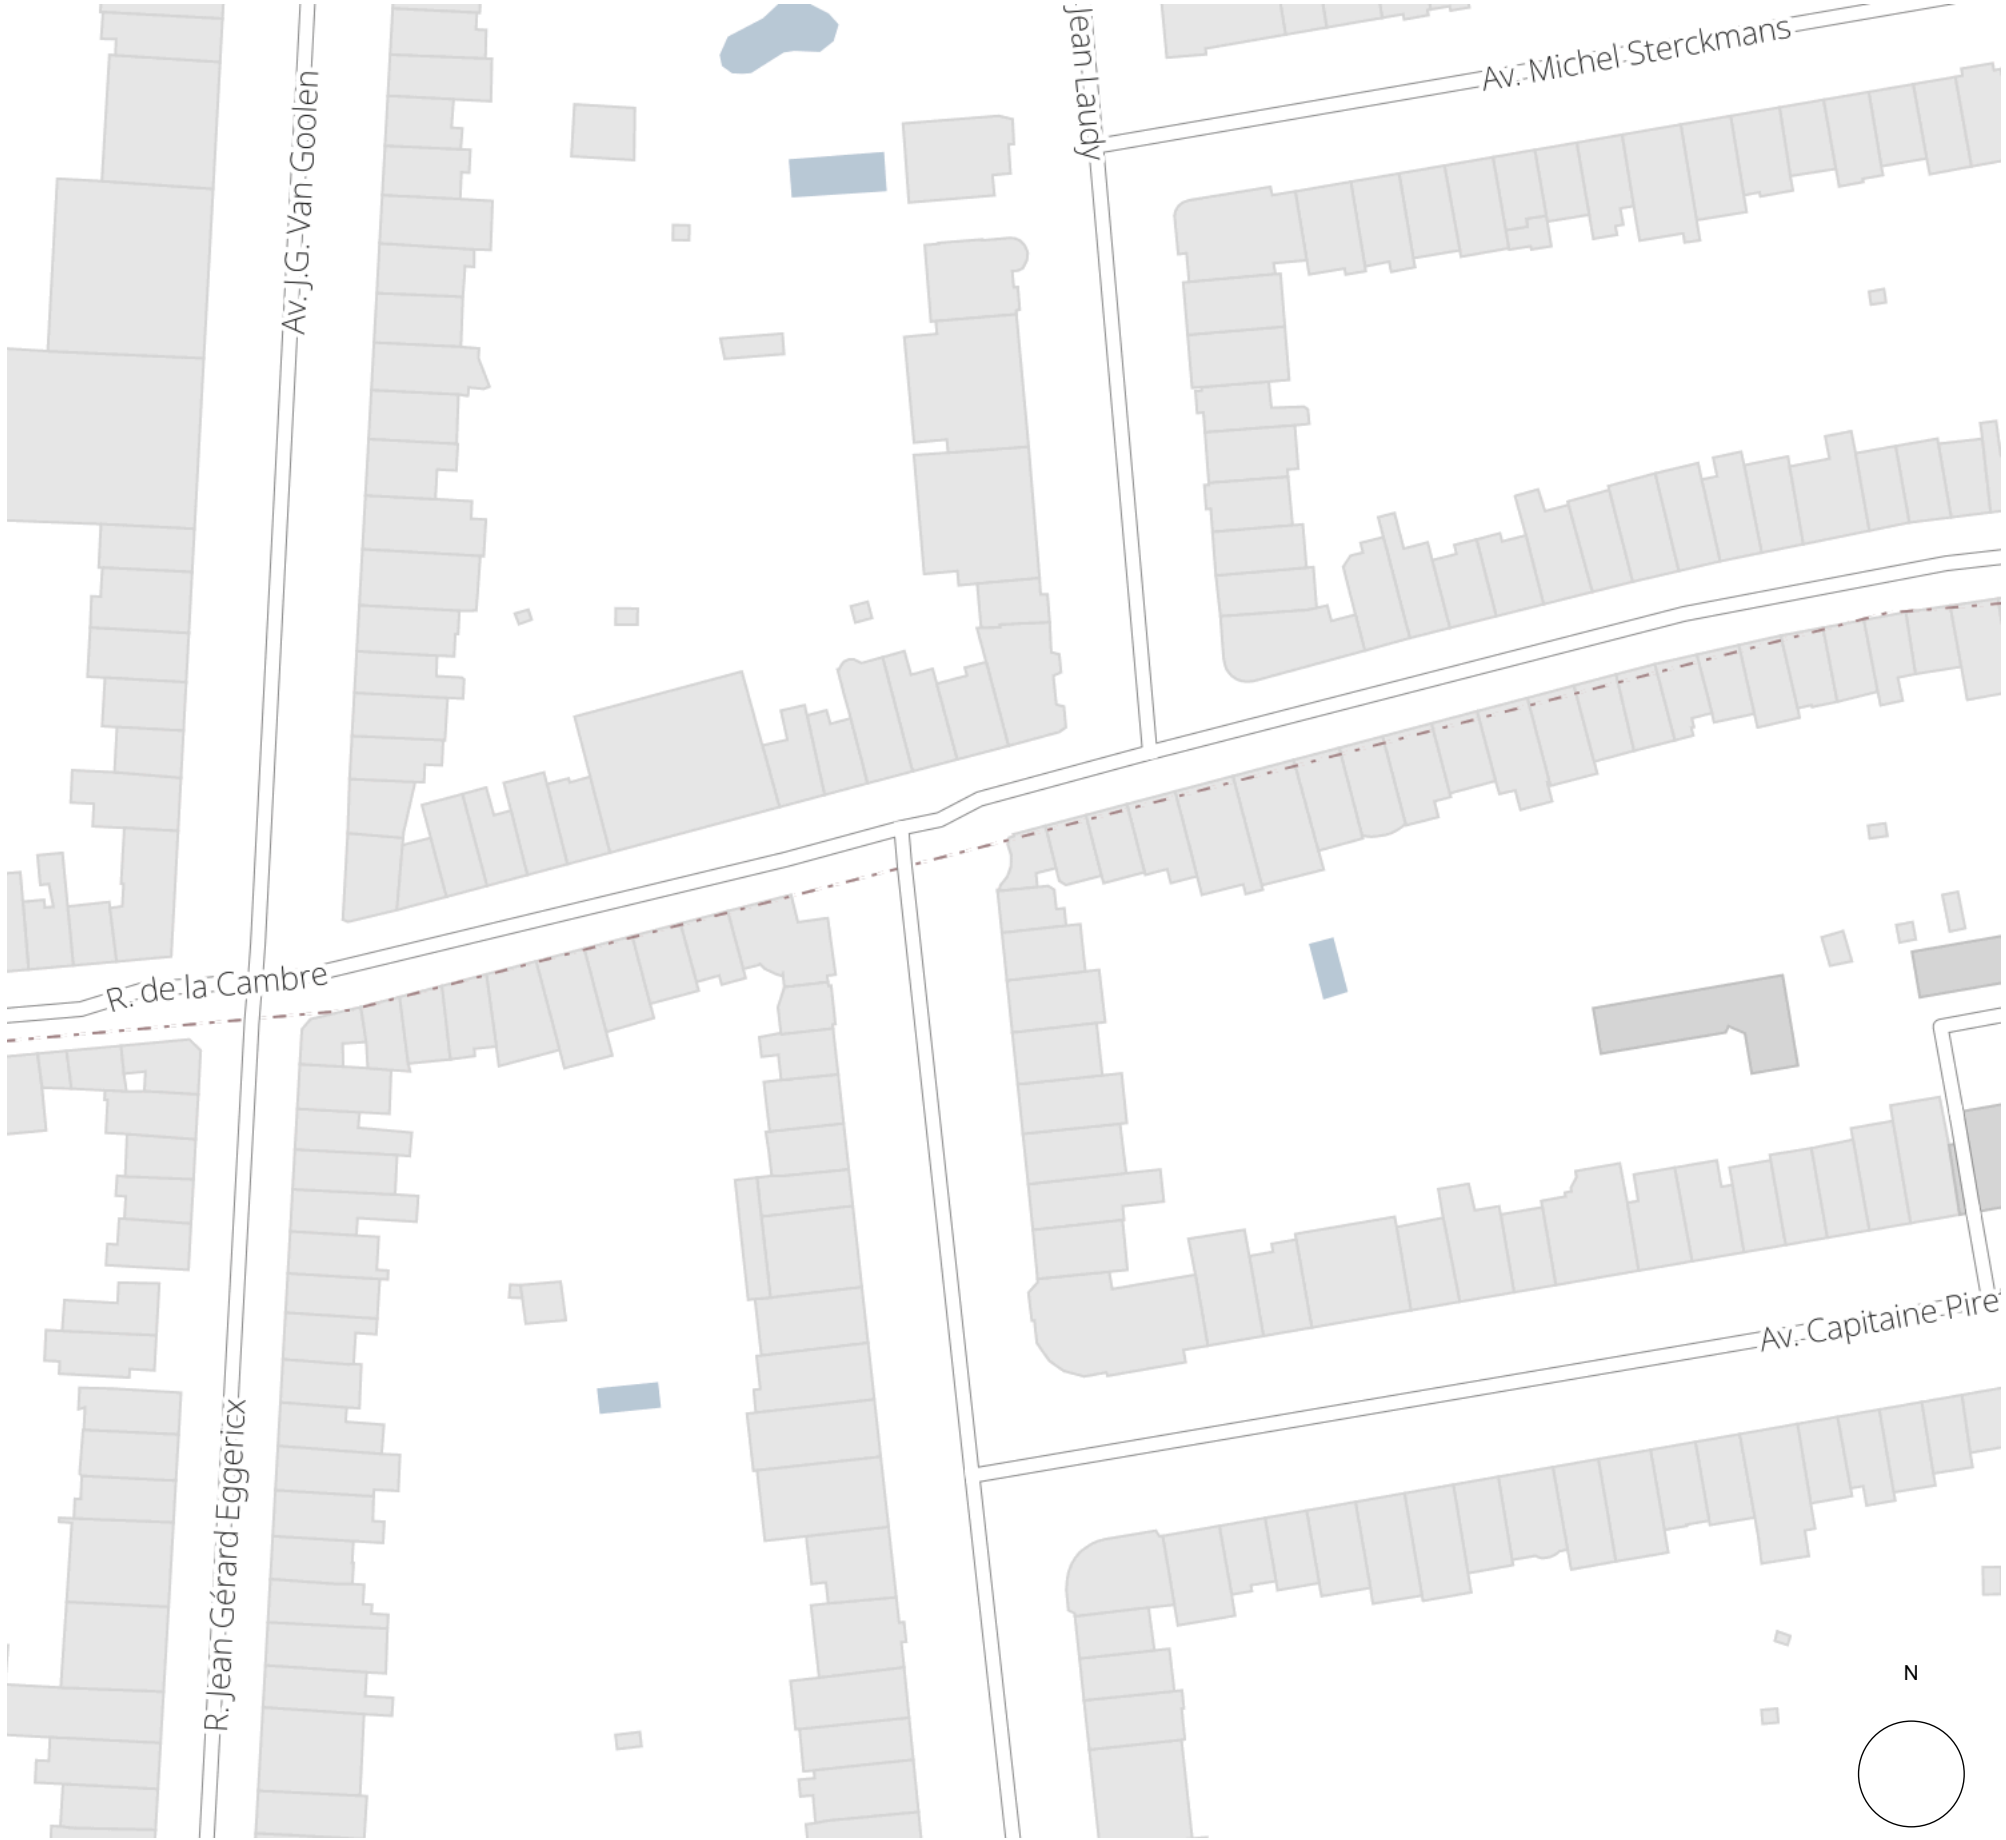 Jean Laudy
Av. Michel Sterckmans
Av. J.G. Van Goolen
R. de la Cambre
Av. Capitaine Piret
R. Jean Gérard Eggericx
N